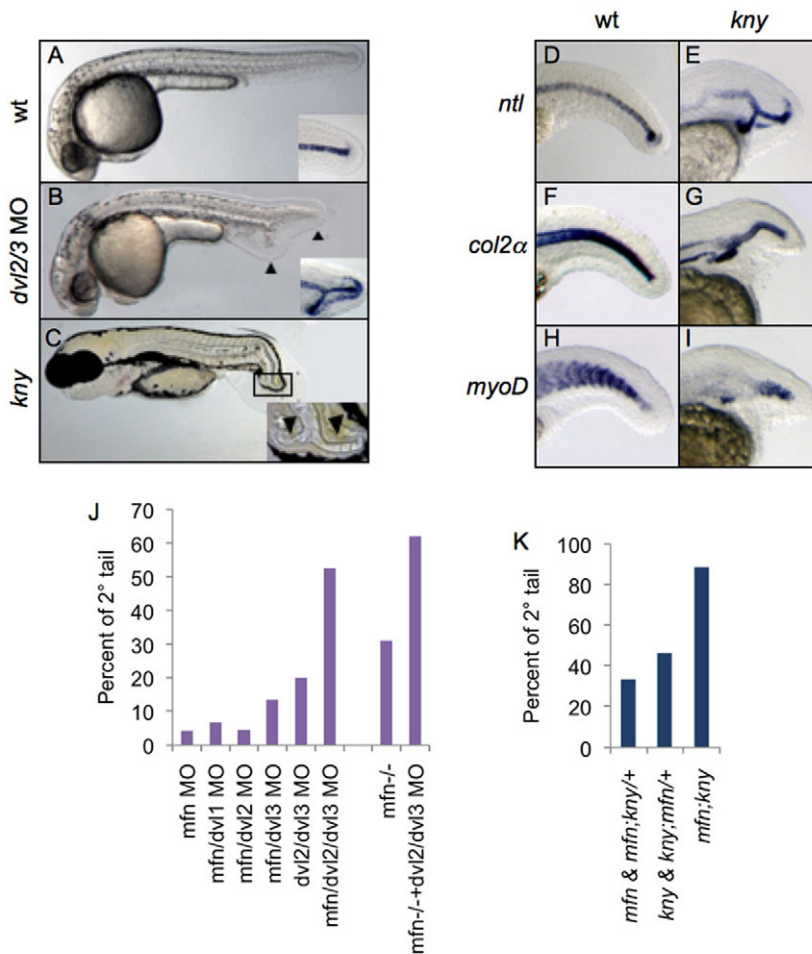 wt
kny
A
wt
B
dvl2/3 MO
C
kny
D
E
ntl
F
G
col2α
H
I
myoD
J
Percent of 2° tail
70
60
50
40
30
20
10
0
mfn MO
mfn/dvl1 MO
mfn/dvl2 MO
mfn/dvl3 MO
dvl2/dvl3 MO
mfn/dvl2/dvl3 MO
mfn-/-
mfn-/-+dvl2/dvl3 MO
K
Percent of 2° tail
100
80
60
40
20
0
mfn & mfn;kny/+
kny & kny;mfn/+
mfn;kny